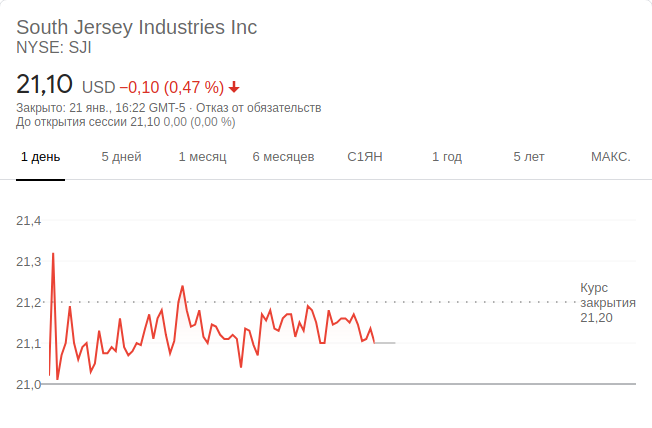 South Jersey Industries Inc
NYSE: SJI
21,10 USD −0,10 (0,47 %)
Закрыто: 21 янв., 16:22 GMT-5 · Отказ от обязательств
До открытия сессии 21,10 0,00 (0,00 %)
1 день 5 дней 1 месяц 6 месяцев С1ЯН 1 год 5 лет МАКС.
21,4
21,3
21,2
21,1
21,0
Курс
закрытия
21,20